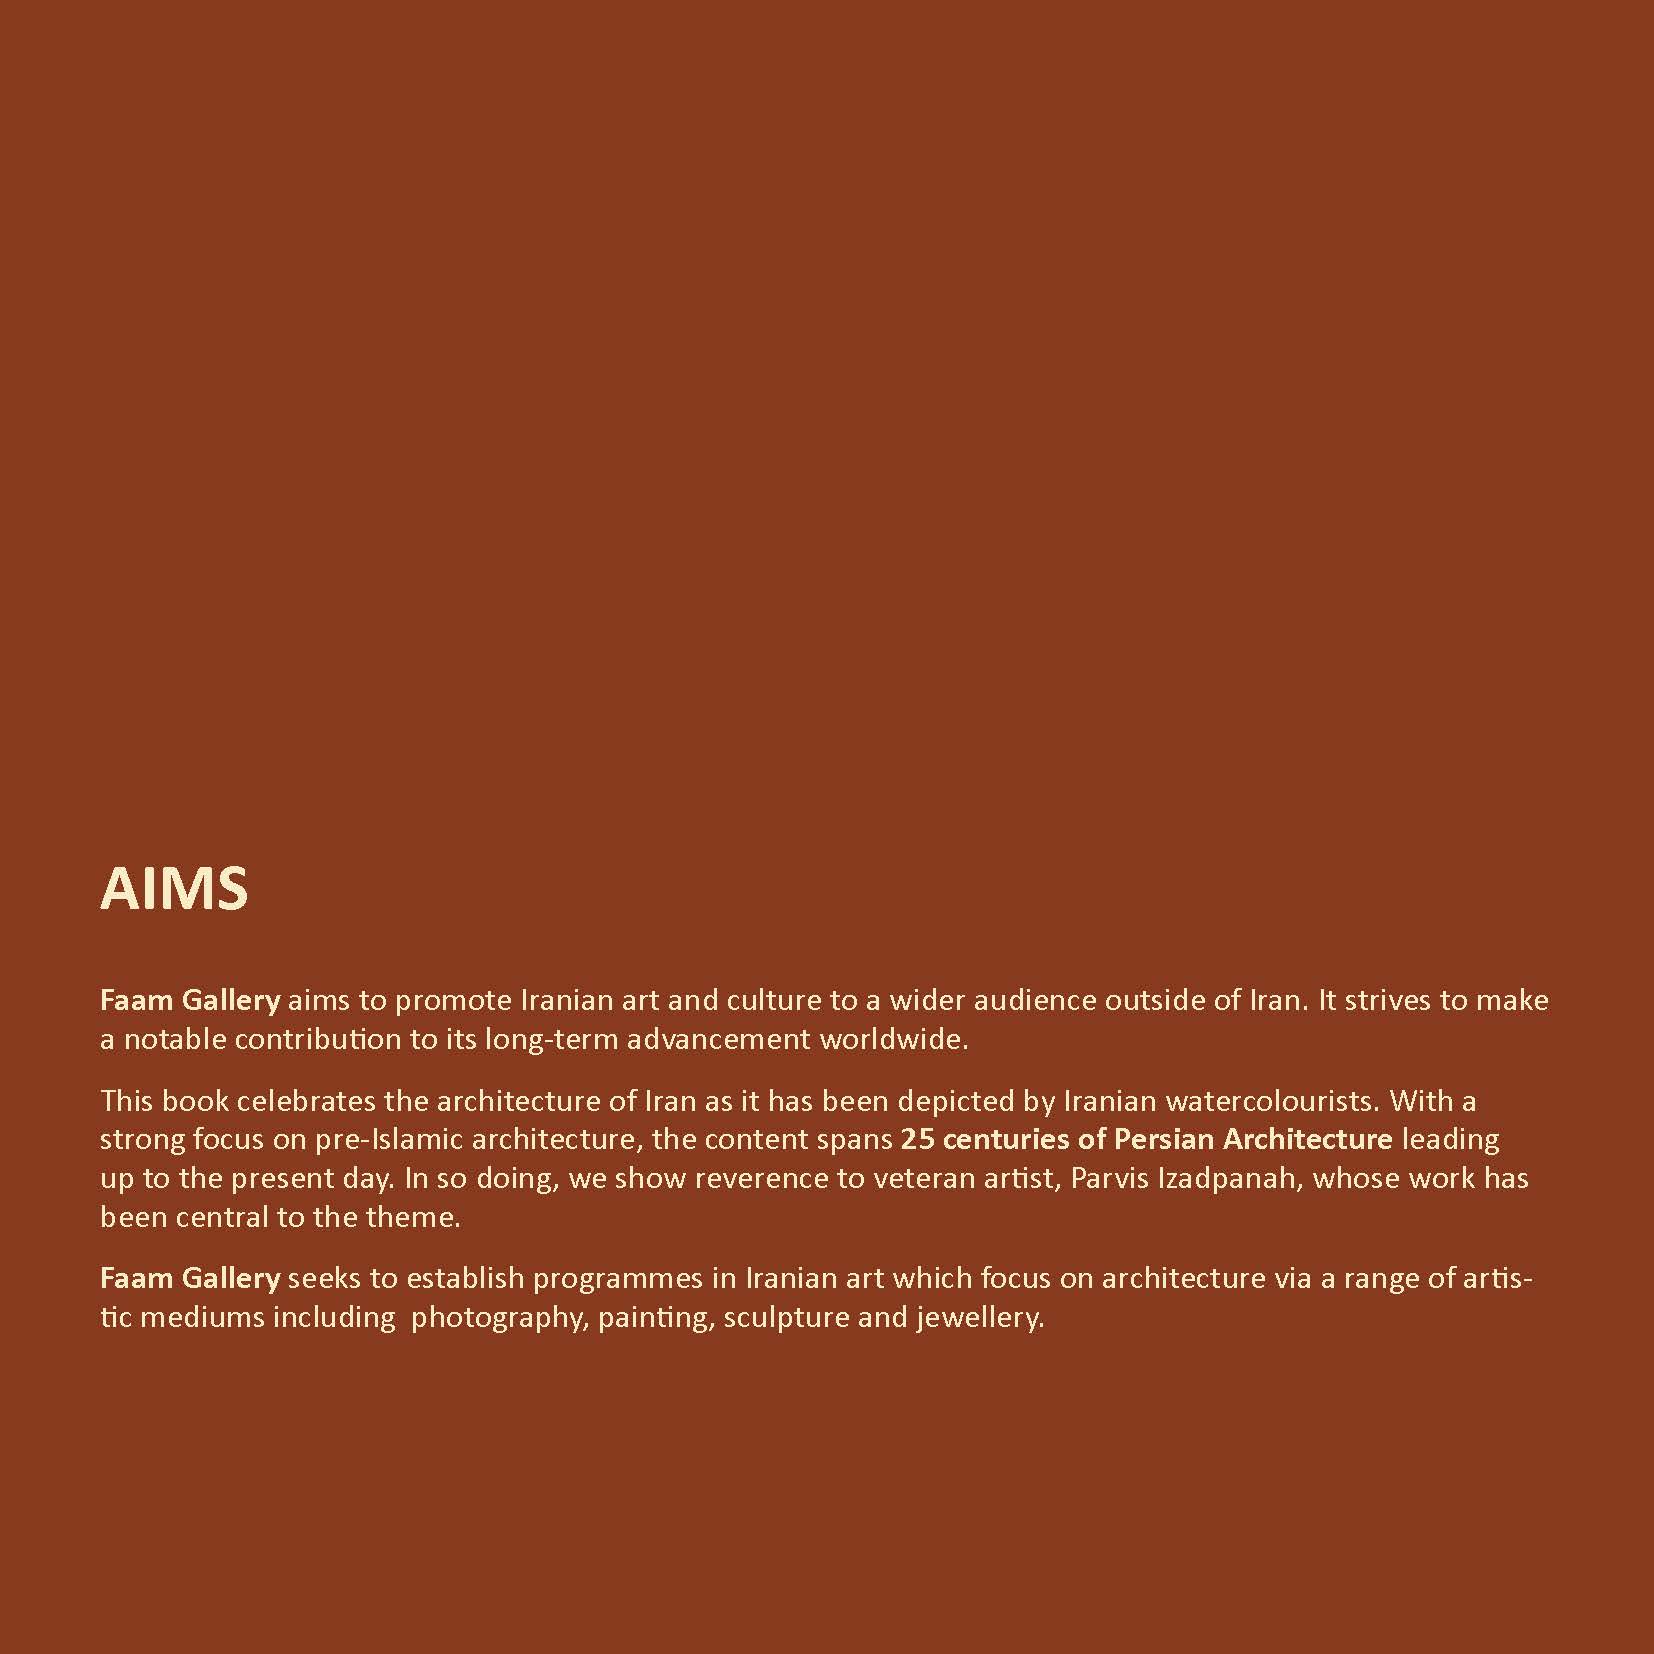 AIMS
Faam Gallery aims to promote Iranian art and culture to a wider audience outside of Iran. It strives to make
a notable contribution to its long-term advancement worldwide.
This book celebrates the architecture of Iran as it has been depicted by Iranian watercolourists. With a
strong focus on pre-Islamic architecture, the content spans 25 centuries of Persian Architecture leading
up to the present day. In so doing, we show reverence to veteran artist, Parvis Izadpanah, whose work has
been central to the theme.
Faam Gallery seeks to establish programmes in Iranian art which focus on architecture via a range of artis-
tic mediums including  photography, painting, sculpture and jewellery.